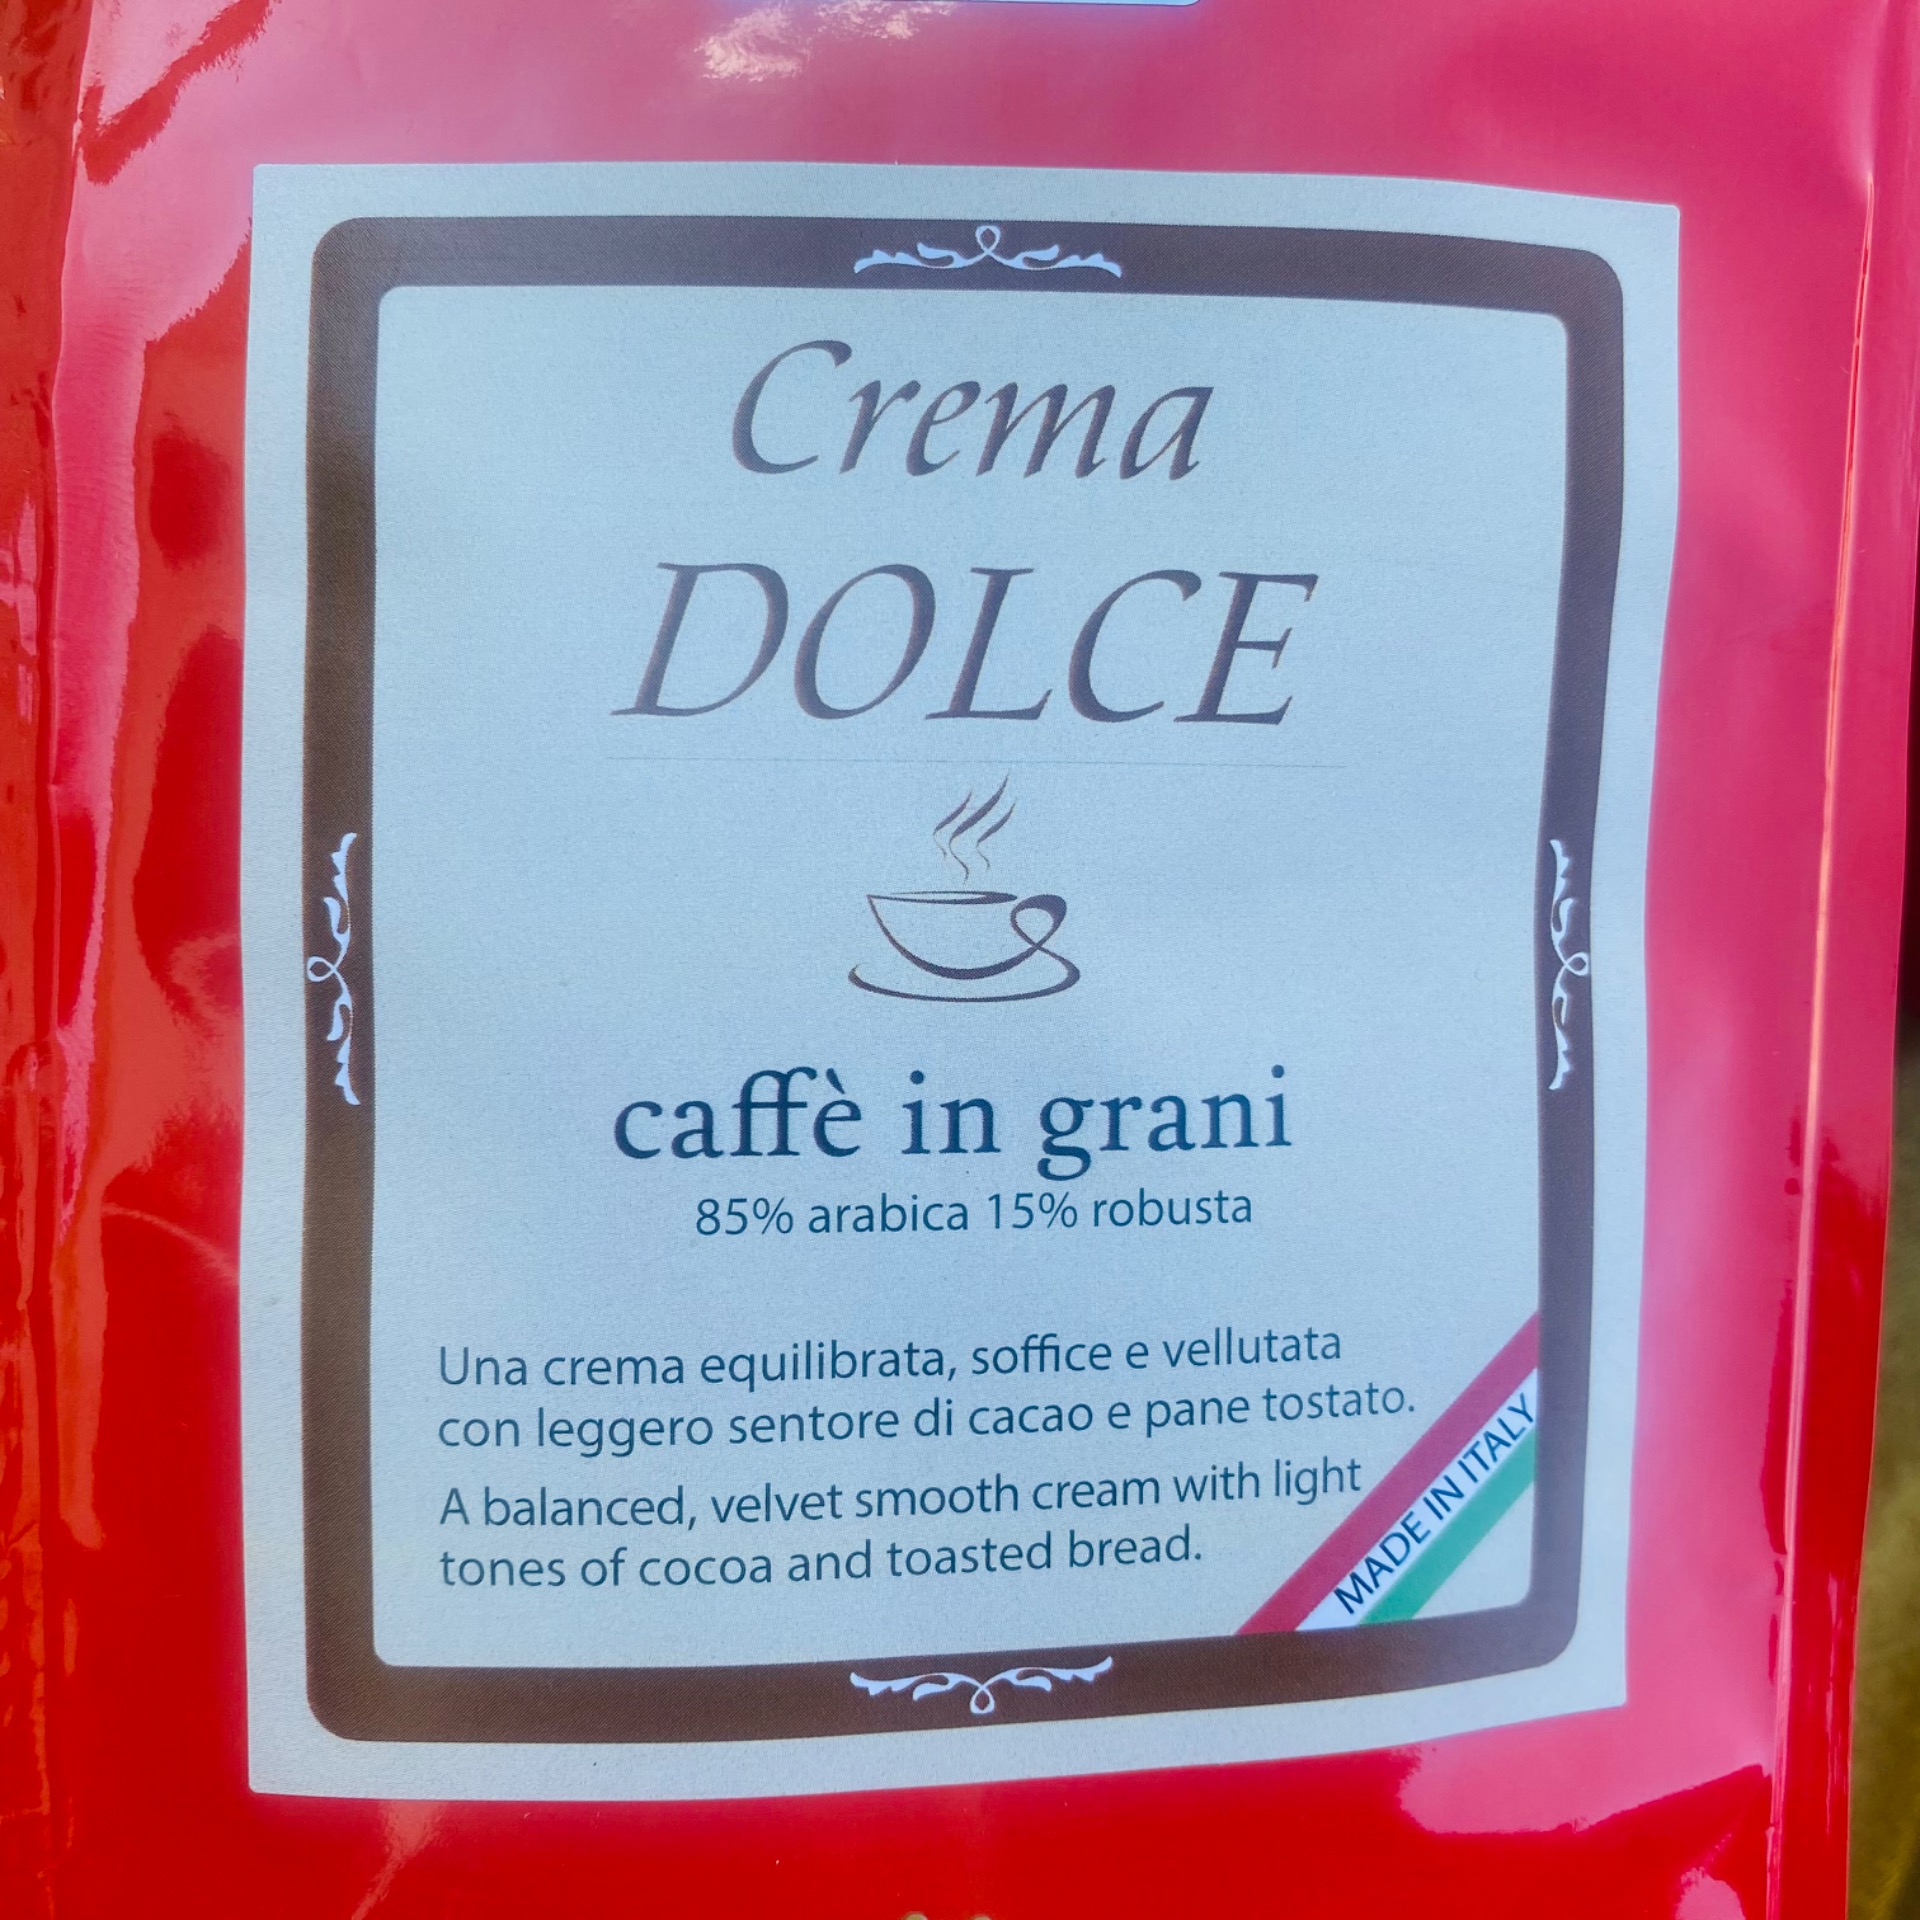 Crema
DOLCE
caffè in grani
85% arabica 15% robusta
Una crema equilibrata, soffice e vellutata
con leggero sentore di cacao e pane tostato.
A balanced, velvet smooth cream with light
tones of cocoa and toasted bread.
MADE IN ITALY